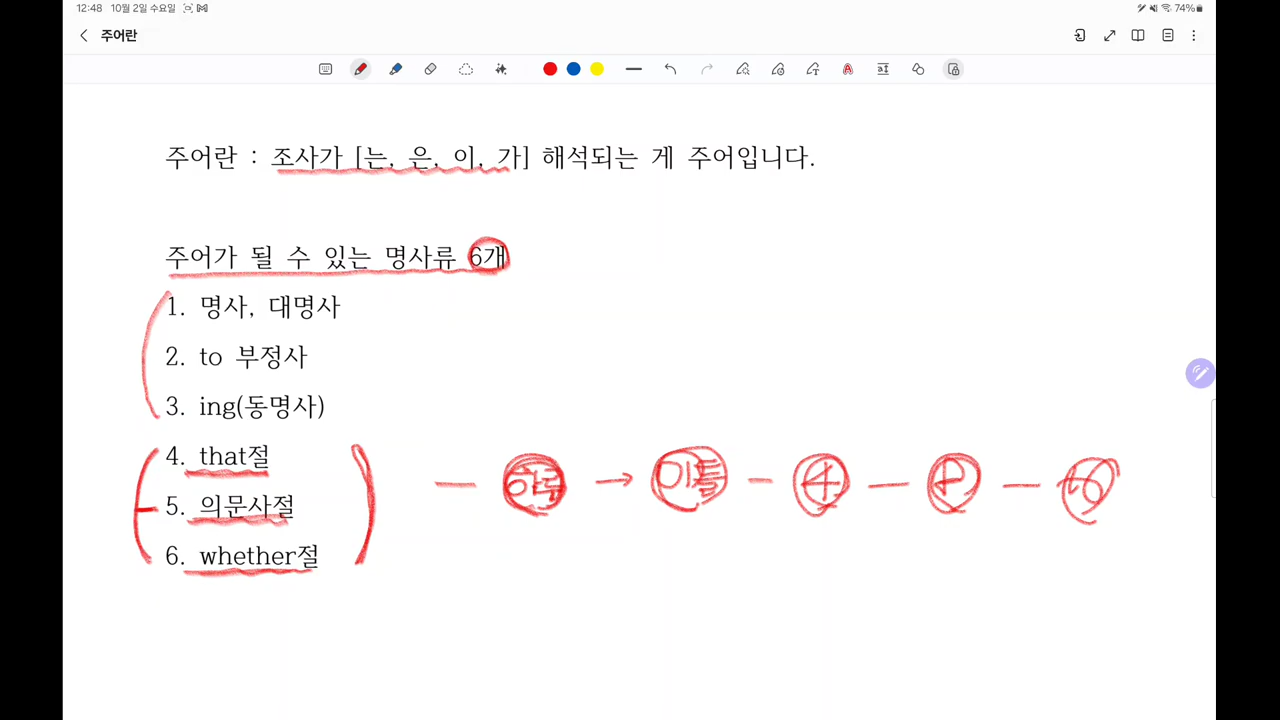 12:48 10월 2일 수요일
74%
주어란
주어란 : 조사가 [는, 은, 이, 가] 해석되는 게 주어입니다.
주어가 될 수 있는 명사류 6개
1. 명사, 대명사
2. to 부정사
3. ing(동명사)
4. that절
5. 의문사절
6. whether절
하루 → 이틀 - 4 -